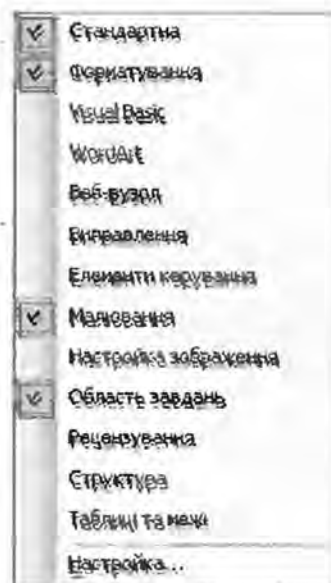 Стандартна
Форматування
Visual Basic
WordArt
Веб-вузол
Виправлення
Елементи керування
Малювання
Настройка зображення
Область завдань
Рецензування
Структура
Таблиці та межі
Настройка...